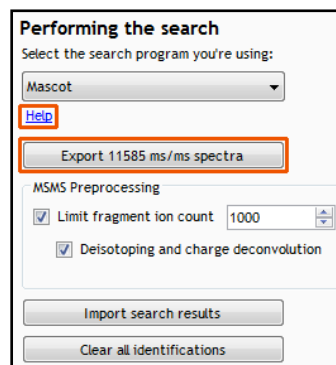 Performing the search
Select the search program you're using:
Mascot
Help
Export 11585 ms/ms spectra
MSMS Preprocessing
Limit fragment ion count 1000
Deisotoping and charge deconvolution
Import search results
Clear all identifications